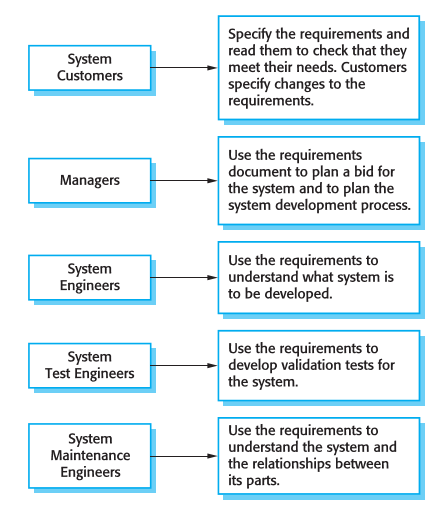 System
Customers
Specify the requirements and
read them to check that they
meet their needs. Customers
specify changes to the
requirements.
Managers
Use the requirements
document to plan a bid for
the system and to plan the
system development process.
System
Engineers
Use the requirements to
understand what system is
to be developed.
System
Test Engineers
Use the requirements to
develop validation tests for
the system.
System
Maintenance
Engineers
Use the requirements to
understand the system and
the relationships between
its parts.